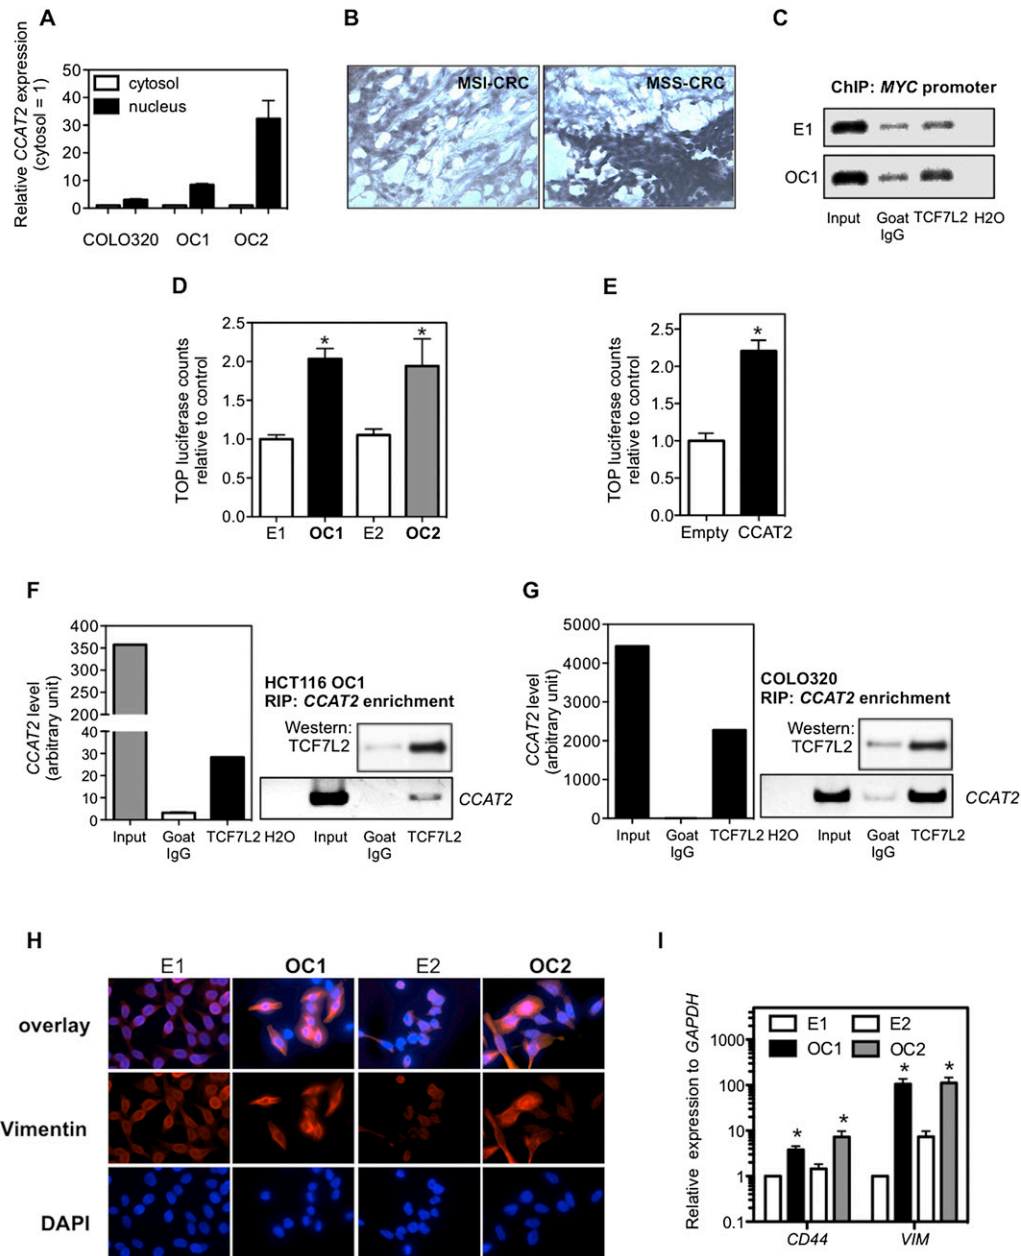 A
Relative CCAT2 expression
(cytosol = 1)
50
40
30
20
10
0
cytosol
nucleus
COLO320
OC1
OC2
B
MSI-CRC
MSS-CRC
C
ChIP: MYC promoter
E1
OC1
Input
Goat
IgG
TCF7L2
H2O
D
TOP luciferase counts
relative to control
2.5
2.0
1.5
1.0
0.5
0.0
*
*
E1
OC1
E2
OC2
E
TOP luciferase counts
relative to control
2.5
2.0
1.5
1.0
0.5
0.0
*
Empty
CCAT2
F
CCAT2 level
(arbitrary unit)
400
350
300
250
200
40
30
20
10
0
Input
Goat
IgG
TCF7L2
HCT116 OC1
RIP: CCAT2 enrichment
Western:
TCF7L2
CCAT2
H2O
Input
Goat
IgG
TCF7L2
G
CCAT2 level
(arbitrary unit)
5000
4000
3000
2000
1000
0
Input
Goat
IgG
TCF7L2
COLO320
RIP: CCAT2 enrichment
Western:
TCF7L2
CCAT2
H2O
Input
Goat
IgG
TCF7L2
H
E1
OC1
E2
OC2
overlay
Vimentin
DAPI
I
Relative expression to GAPDH
1000
100
10
1
0.1
E1
E2
OC1
OC2
*
*
*
*
CD44
VIM